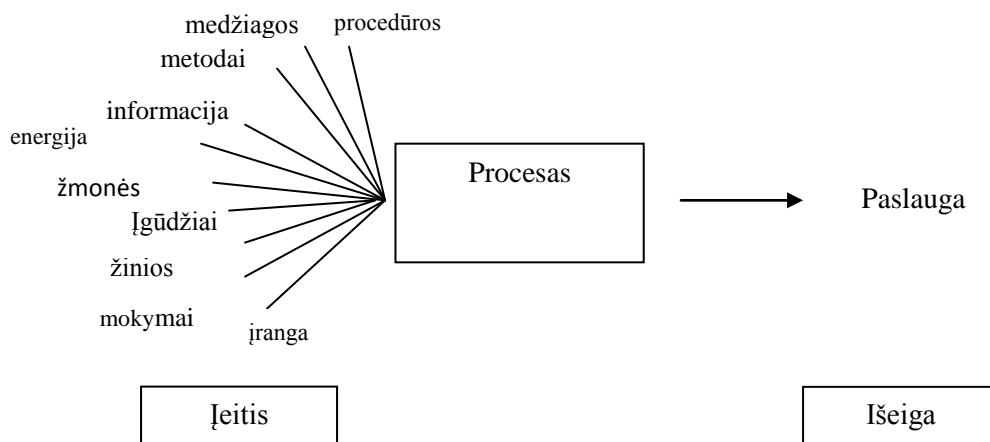 medžiagos
procedūros
metodai
informacija
energija
žmonės
Įgūdžiai
žinios
mokymai
įranga
Procesas
Paslauga
Įeitis
Išeiga